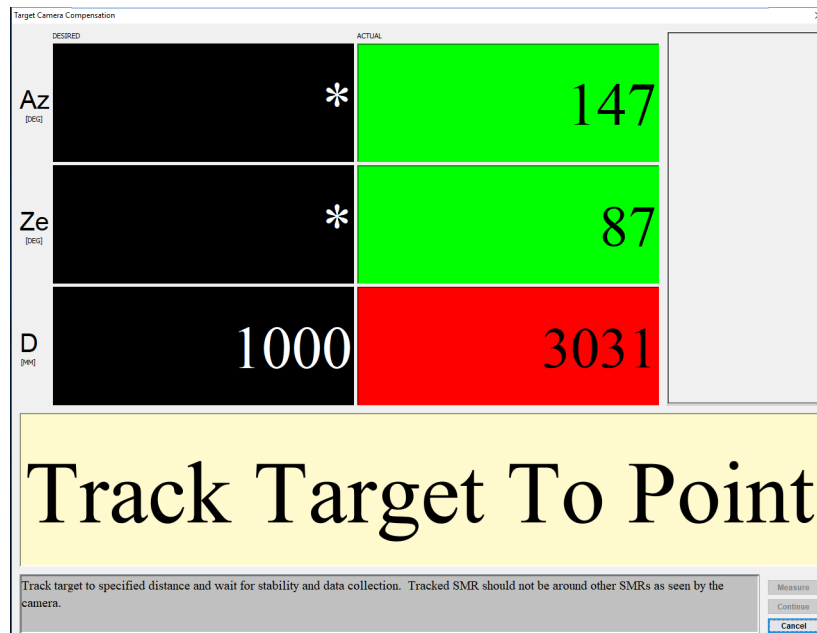 Target Camera Compensation
DESIRED ACTUAL
Az * 147
[DEG]
Ze * 87
[DEG]
D 1000 3031
[MM]
Track Target To Point
Track target to specified distance and wait for stability and data collection. Tracked SMR should not be around other SMRs as seen by the
camera.
Measure
Continue
Cancel